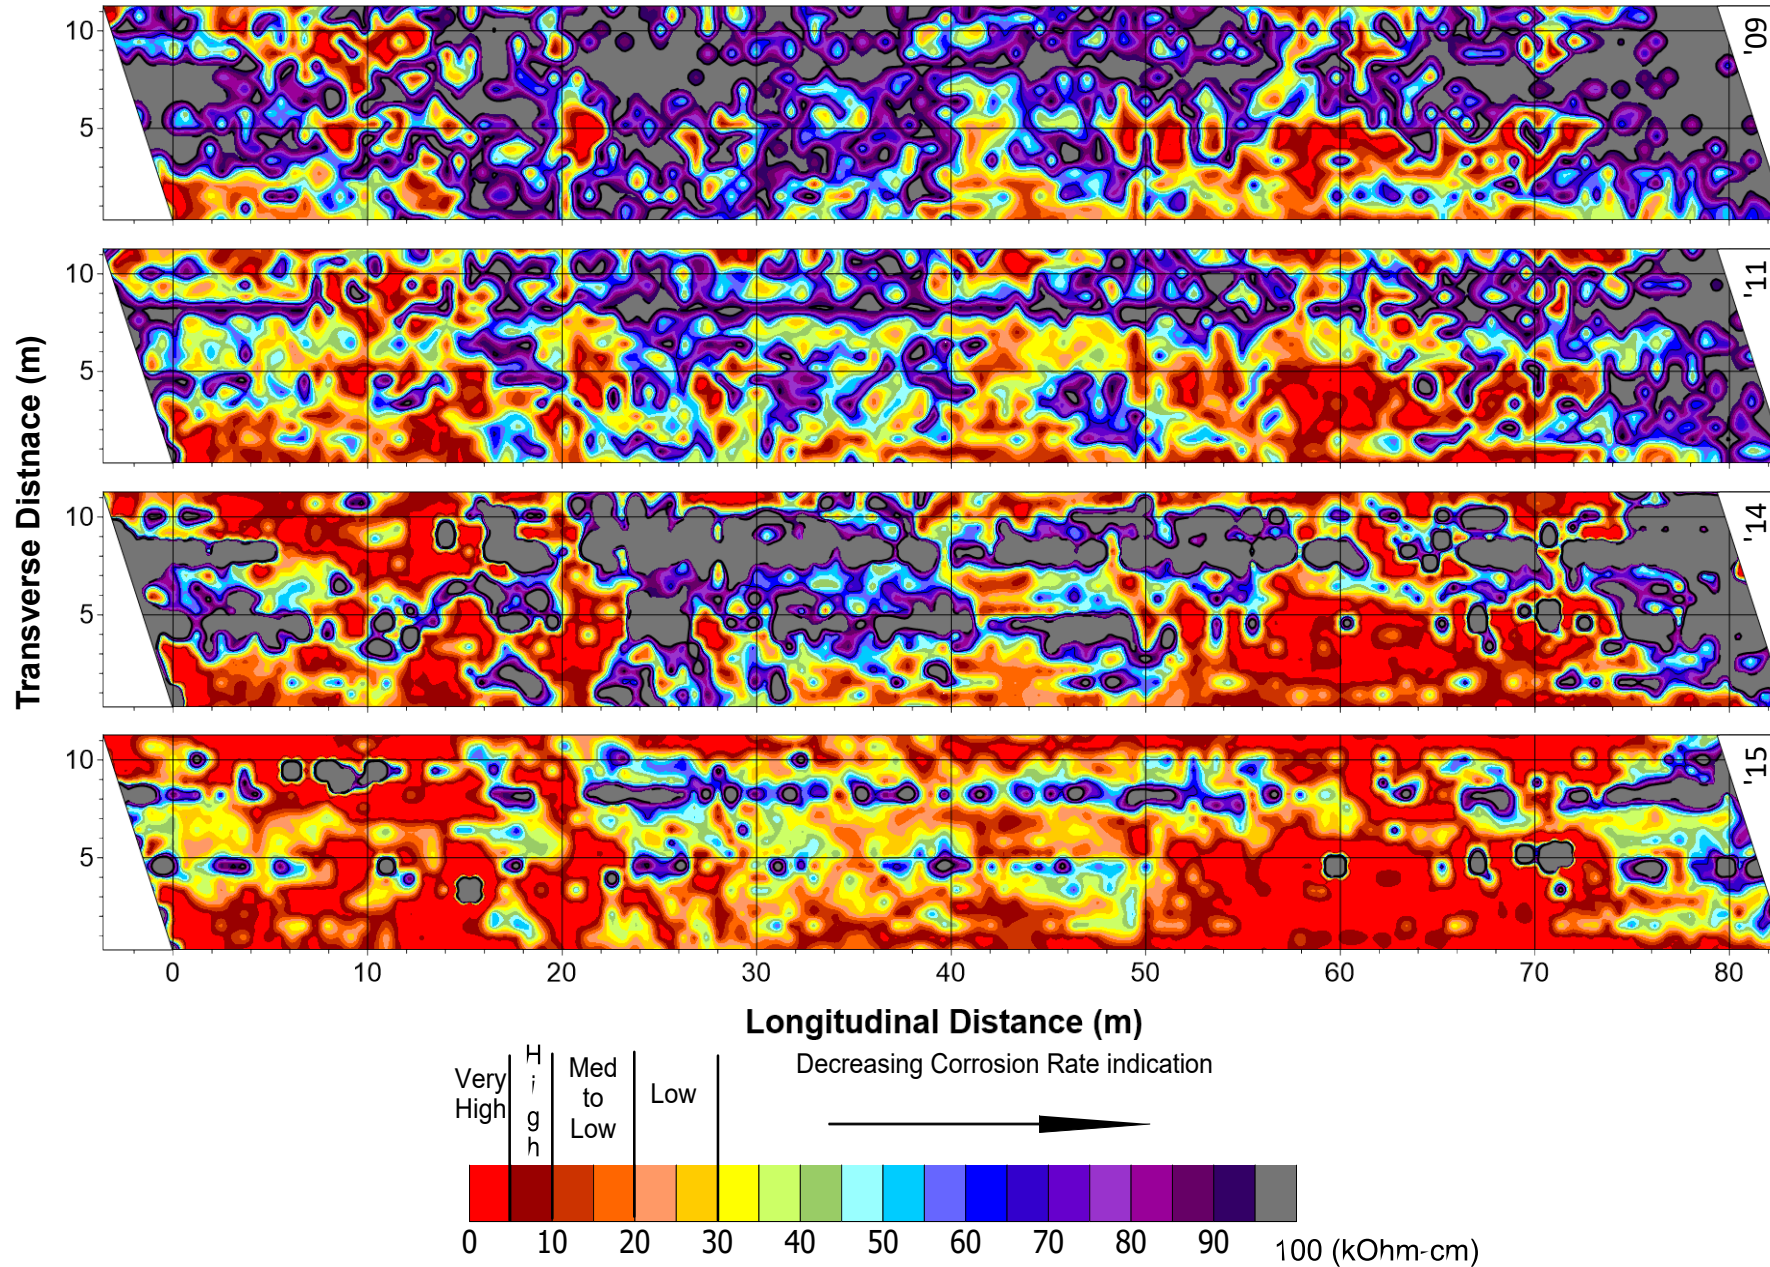 10
5
'09
10
5
'11
10
5
'14
10
5
'15
Transverse Distnace (m)
0 10 20 30 40 50 60 70 80
Longitudinal Distance (m)
Very
High
H
i
g
h
Med
to
Low
Low
Decreasing Corrosion Rate indication
0 10 20 30 40 50 60 70 80 90 100 (kOhm-cm)